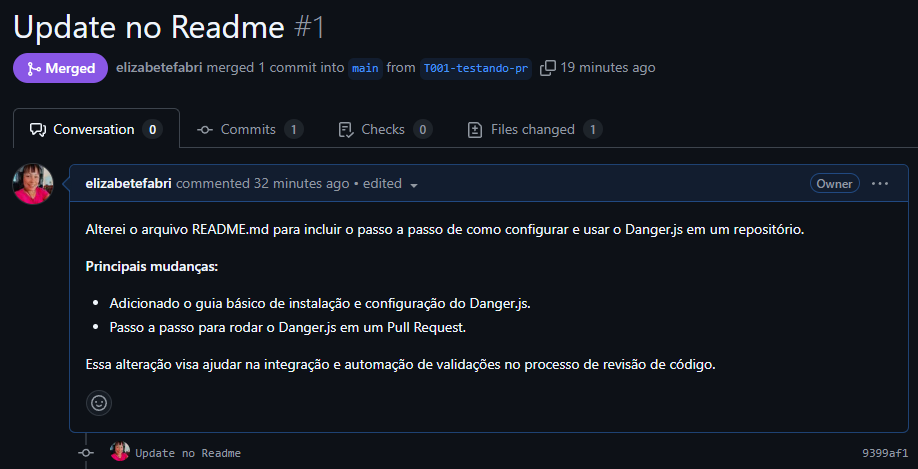 Update no Readme #1
Merged elizabetefabri merged 1 commit into main from T001-testando-pr 19 minutes ago
Conversation 0 Commits 1 Checks 0 Files changed 1
elizabetefabri commented 32 minutes ago • edited Owner
Alterei o arquivo README.md para incluir o passo a passo de como configurar e usar o Danger.js em um repositório.
Principais mudanças:
• Adicionado o guia básico de instalação e configuração do Danger.js.
• Passo a passo para rodar o Danger.js em um Pull Request.
Essa alteração visa ajudar na integração e automação de validações no processo de revisão de código.
Update no Readme 9399af1